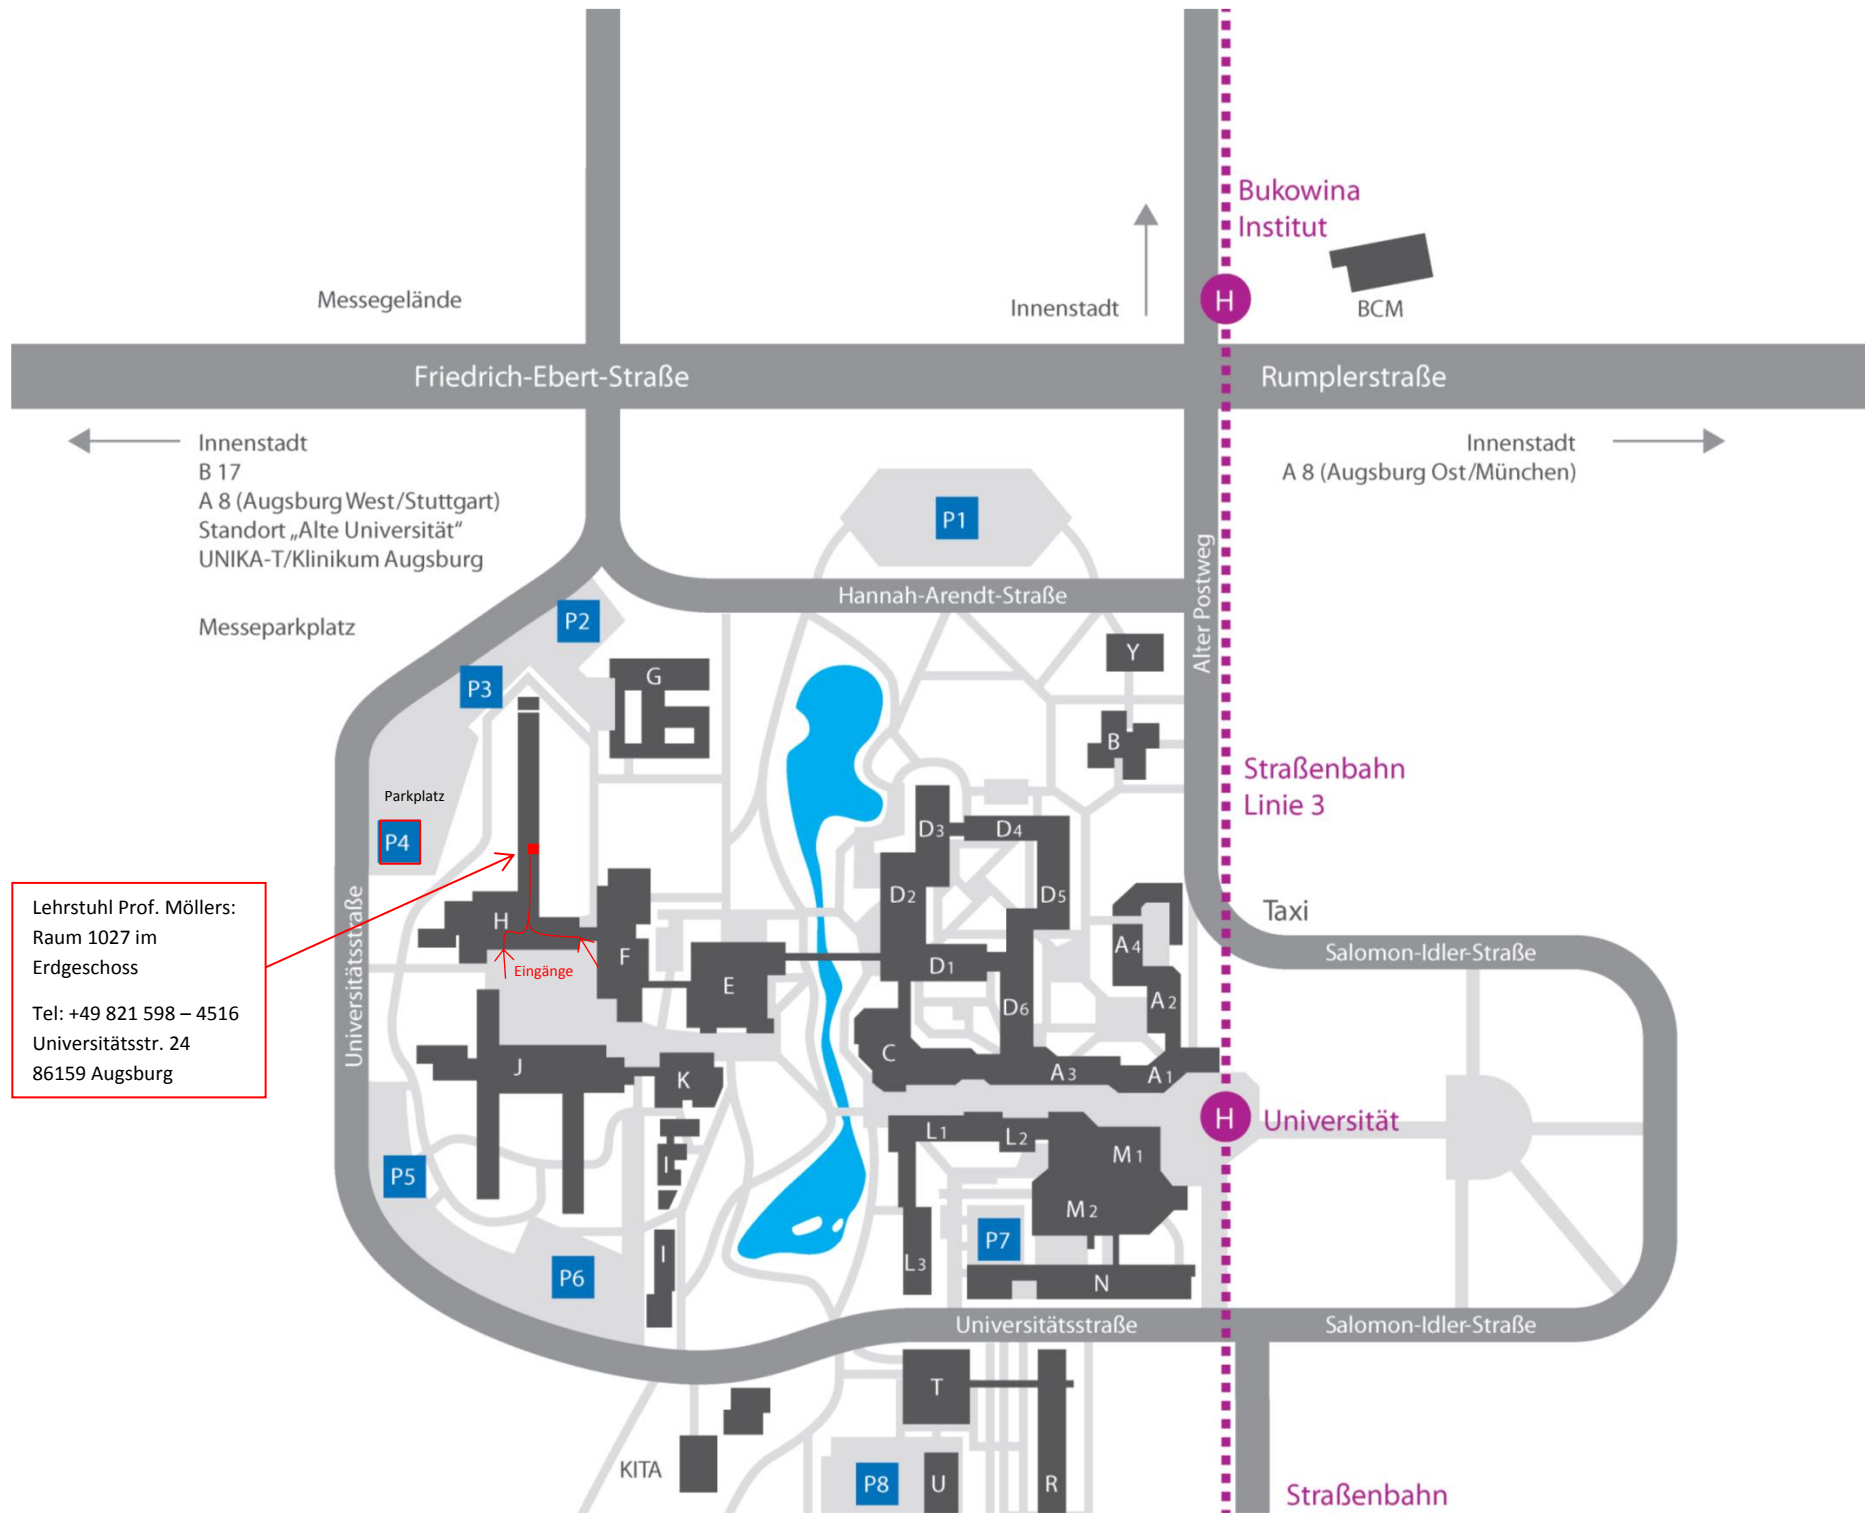 Bukowina
Institut
H
BCM
Messegelände
Innenstadt
Friedrich-Ebert-Straße
Rumplerstraße
Innenstadt
B 17
A 8 (Augsburg West/Stuttgart)
Standort „Alte Universität“
UNIKA-T/Klinikum Augsburg
Innenstadt
A 8 (Augsburg Ost/München)
Messeparkplatz
P1
Hannah-Arendt-Straße
Alter Postweg
P2
P3
G
Y
B
Straßenbahn
Linie 3
Parkplatz
P4
D3
D4
D2
D5
H
F
Eingänge
E
D1
D6
A4
A2
Taxi
Salomon-Idler-Straße
Universitätsstraße
Lehrstuhl Prof. Möllers:
Raum 1027 im
Erdgeschoss
Tel: +49 821 598 – 4516
Universitätsstr. 24
86159 Augsburg
J
K
C
A3
A1
H
Universität
L1
L2
M1
I
P5
M2
P7
L3
I
P6
N
Universitätsstraße
Salomon-Idler-Straße
T
KITA
P8
U
R
Straßenbahn